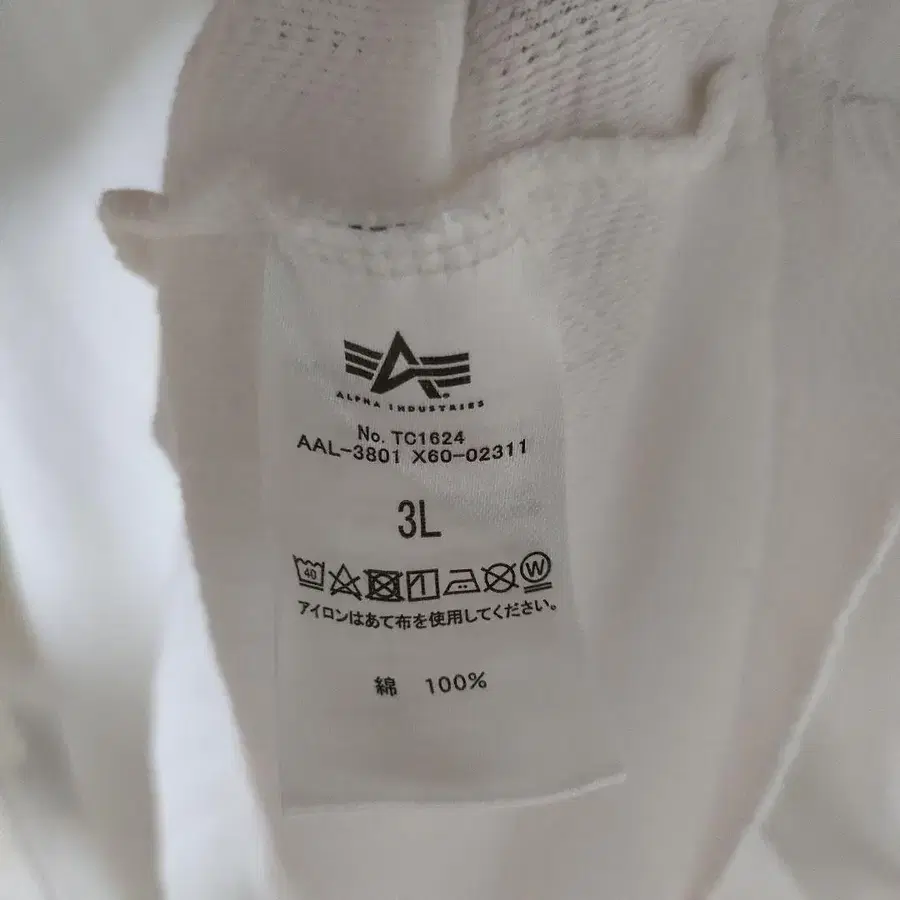 ALPHA INDUSTRIES
No. TC1624
AAL-3801 X60-02311
3L
40 W
アイロンはあて布を使用してください。
綿 100%